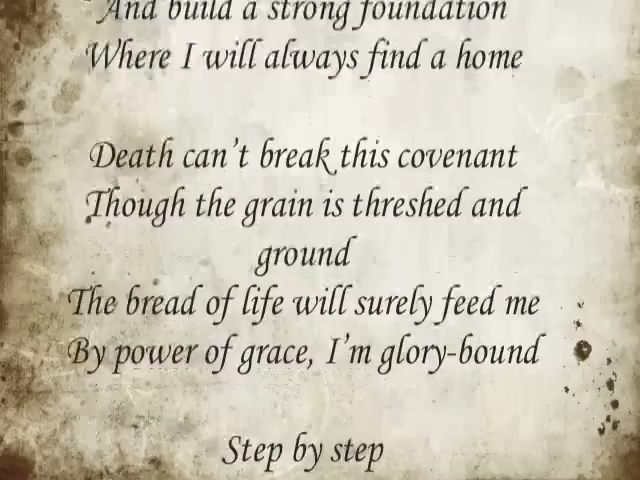 And build a strong foundation
Where I will always find a home
Death can't break this covenant
Though the grain is threshed and
ground
The bread of life will surely feed me
By power of grace, I'm glory-bound
Step by step